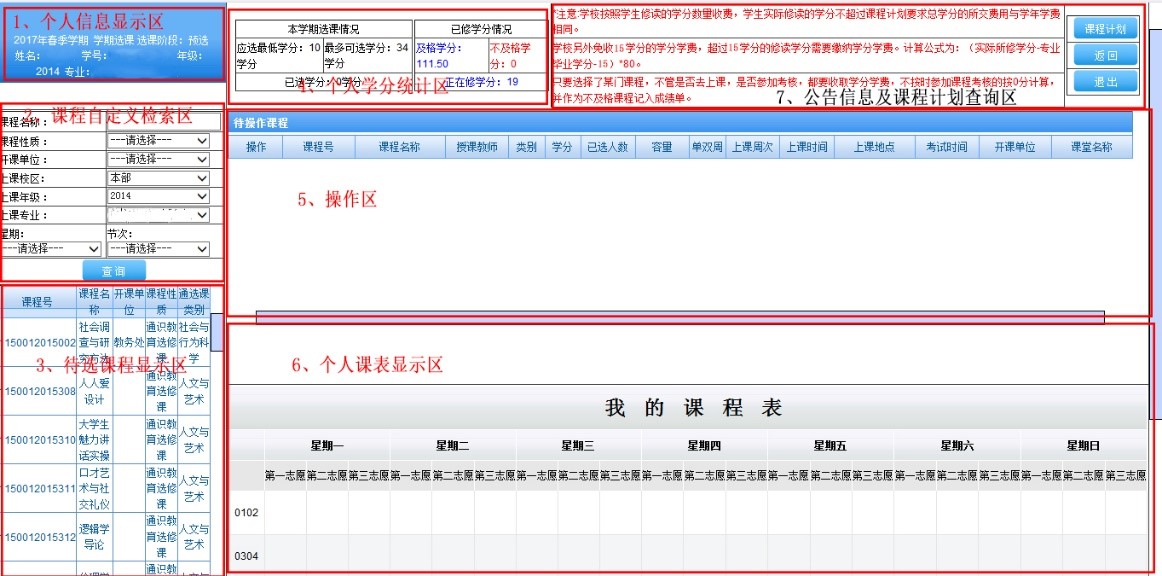 1、个人信息显示区
2017年春季学期 学期选课 选课阶段：预选
姓名： 学号： 年级：
2014 专业：
本学期选课情况 已修学分情况
应选最低学分：10学分 最多可选学分：34学分 及格学分：111.50 不及格学分：0
已选学分：0学分 正在修学分：19
4、个人学分统计区
*注意:学校按照学生修读的学分数量收费，学生实际修读的学分不超过课程计划要求总学分的所交费用与学年学费
相同。
学校另外免收15学分的学分学费，超过15学分的修读学分需要缴纳学分学费。计算公式为：（实际所修学分-专业
毕业学分-15）*80。
只要选择了某门课程，不管是否去上课，是否参加考核，都要收取学分学费，不按时参加课程考核的按0分计算，
并作为不及格课程记入成绩单。
7、公告信息及课程计划查询区
课程计划
返回
退出
2、课程自定义检索区
课程名称：
课程性质： ---请选择---
开课单位： ---请选择---
上课校区： 本部
上课年级： 2014
上课专业：
星期： 节次：
---请选择--- ---请选择---
查询
待操作课程
操作 课程号 课程名称 授课教师 类别 学分 已选人数 容量 单双周 上课周次 上课时间 上课地点 考试时间 开课单位 课堂名称
5、操作区
课程号 课程名称 开课单位 课程性质 通选课类别
150012015002 社会调查与研究方法 教务处 通识教育选修课 社会与行为科学
3、待选课程显示区
150012015308 人人爱设计 通识教育选修课 人文与艺术
150012015310 大学生魅力讲话实操 通识教育选修课 人文与艺术
150012015311 口才艺术与社交礼仪 通识教育选修课 人文与艺术
150012015312 逻辑学导论 通识教育选修课 人文与艺术
通识教 人文与
6、个人课表显示区
我的课程表
星期一 星期二 星期三 星期四 星期五 星期六 星期日
第一志愿 第二志愿 第三志愿 第一志愿 第二志愿 第三志愿 第一志愿 第二志愿 第三志愿 第一志愿 第二志愿 第三志愿 第一志愿 第二志愿 第三志愿 第一志愿 第二志愿 第三志愿 第一志愿 第二志愿 第三志愿
0102
0304